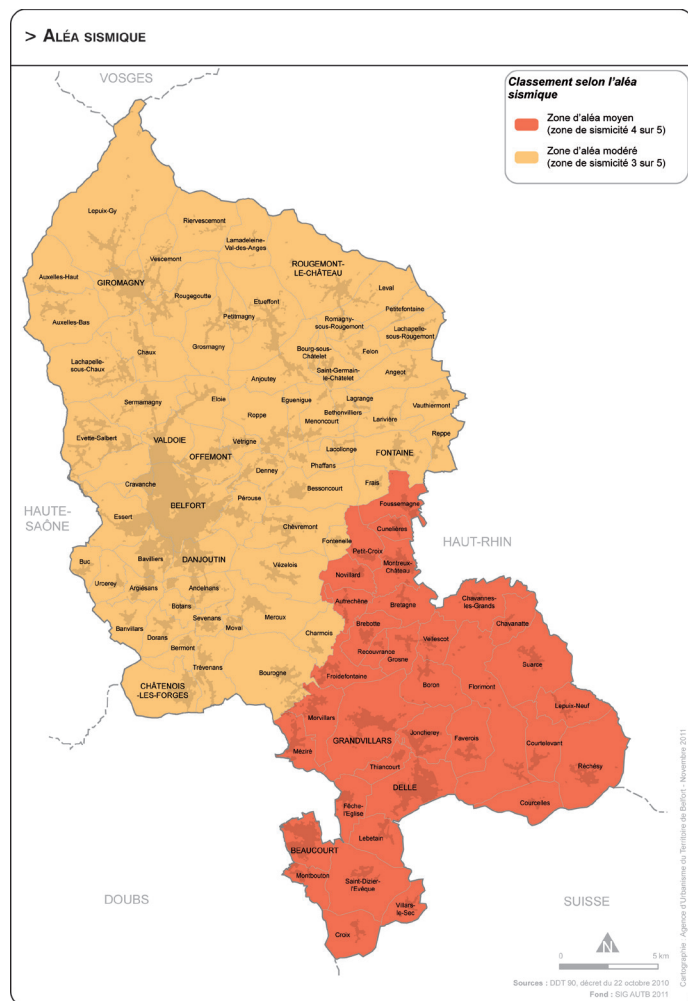 > ALÉA SISMIQUE
VOSGES
Classement selon l'aléa
sismique
Zone d'aléa moyen
(zone de sismicité 4 sur 5)
Zone d'aléa modéré
(zone de sismicité 3 sur 5)
Lepuix-Gy
Riervescemont
Lamadeleine-
Val-des-Anges
Vescemont
ROUGEMONT-
LE-CHÂTEAU
Auxelles-Haut
GIROMAGNY
Rougegoutte
Etueffont
Leval
Petitefontaine
Auxelles-Bas
Petitmagny
Romagny-
sous-Rougemont
Lachapelle-
sous-Rougemont
Chaux
Grosmagny
Bourg-sous-
Châtelet
Felon
Lachapelle-
sous-Chaux
Anjoutey
Saint-Germain-
le-Châtelet
Angeot
Sermamagny
Eloie
Eguenigue
Lagrange
Vauthiermont
Roppe
Bethonvilliers
Menoncourt
Larivière
Evette-Salbert
VALDOIE
Vétrigne
Reppe
OFFEMONT
Lacollonge
FONTAINE
Denney
Phaffans
Cravanche
Bessoncourt
Frais
Pérouse
BELFORT
Foussemagne
HAUTE-
SAÔNE
Essert
Chèvremont
Cunelières
Fontenelle
HAUT-RHIN
Petit-Croix
Buc
Bavilliers
DANJOUTIN
Vézelois
Montreux-
Château
Novillard
Urcerey
Argiésans
Andelnans
Autrechêne
Bretagne
Chavannes-
les-Grands
Botans
Sevenans
Meroux
Brebotte
Chavanatte
Banvillars
Dorans
Moval
Charmois
Vellescot
Bermont
Recouvrance
Grosne
Suarce
Trévenans
Bourogne
Froidefontaine
Boron
Florimont
CHÂTENOIS
-LES-FORGES
Lepuix-Neuf
Morvillars
GRANDVILLARS
Joncherey
Faverois
Courtelevant
Méziré
Thiancourt
Réchésy
DELLE
Fêche-
l'Eglise
Courcelles
Lebetain
BEAUCOURT
Montbouton
Saint-Dizier-
l'Evêque
DOUBS
Villars-
le-Sec
SUISSE
Croix
N
0
5 km
Sources : DDT 90, décret du 22 octobre 2010
Fond : SIG AUTB 2011
Cartographie : Agence d'Urbanisme du Territoire de Belfort - Novembre 2011